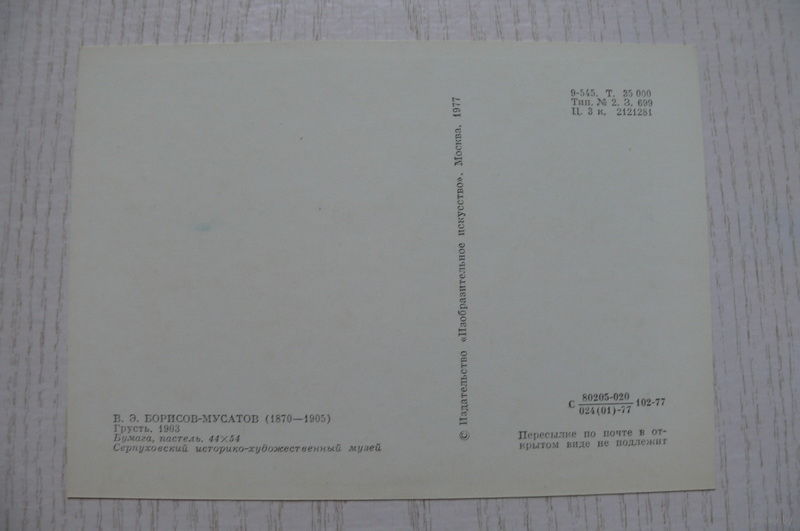 В. Э. БОРИСОВ-МУСАТОВ (1870—1905)
Грусть. 1903
Бумага, пастель. 44×54
Серпуховский историко-художественный музей
© Издательство «Изобразительное искусство». Москва. 1977
9-545. Т. 35 000
Тип. № 2. З. 699
Ц. 3 к. 2121281
С 80205-020 102-77
024(01)-77
Пересылке по почте в от-
крытом виде не подлежит